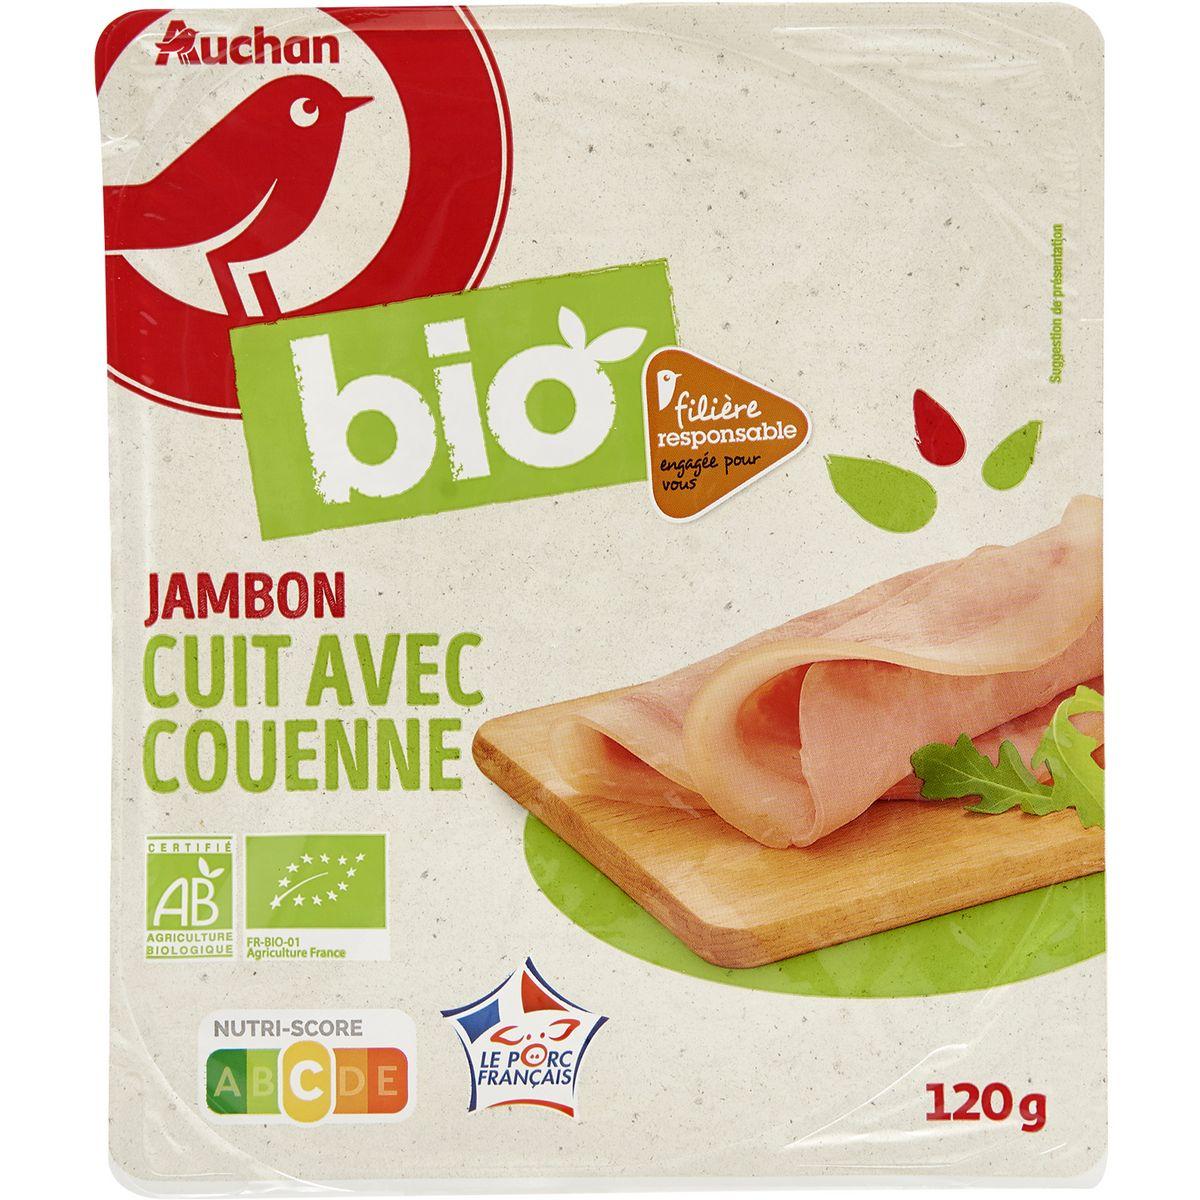 Auchan
bio
filière
responsable
engagée pour
vous
Suggestion de présentation
JAMBON
CUIT AVEC
COUENNE
CERTIFIÉ
AB
AGRICULTURE
BIOLOGIQUE
FR-BIO-01
Agriculture France
NUTRI-SCORE
A B C D E
LE PORC
FRANÇAIS
120g